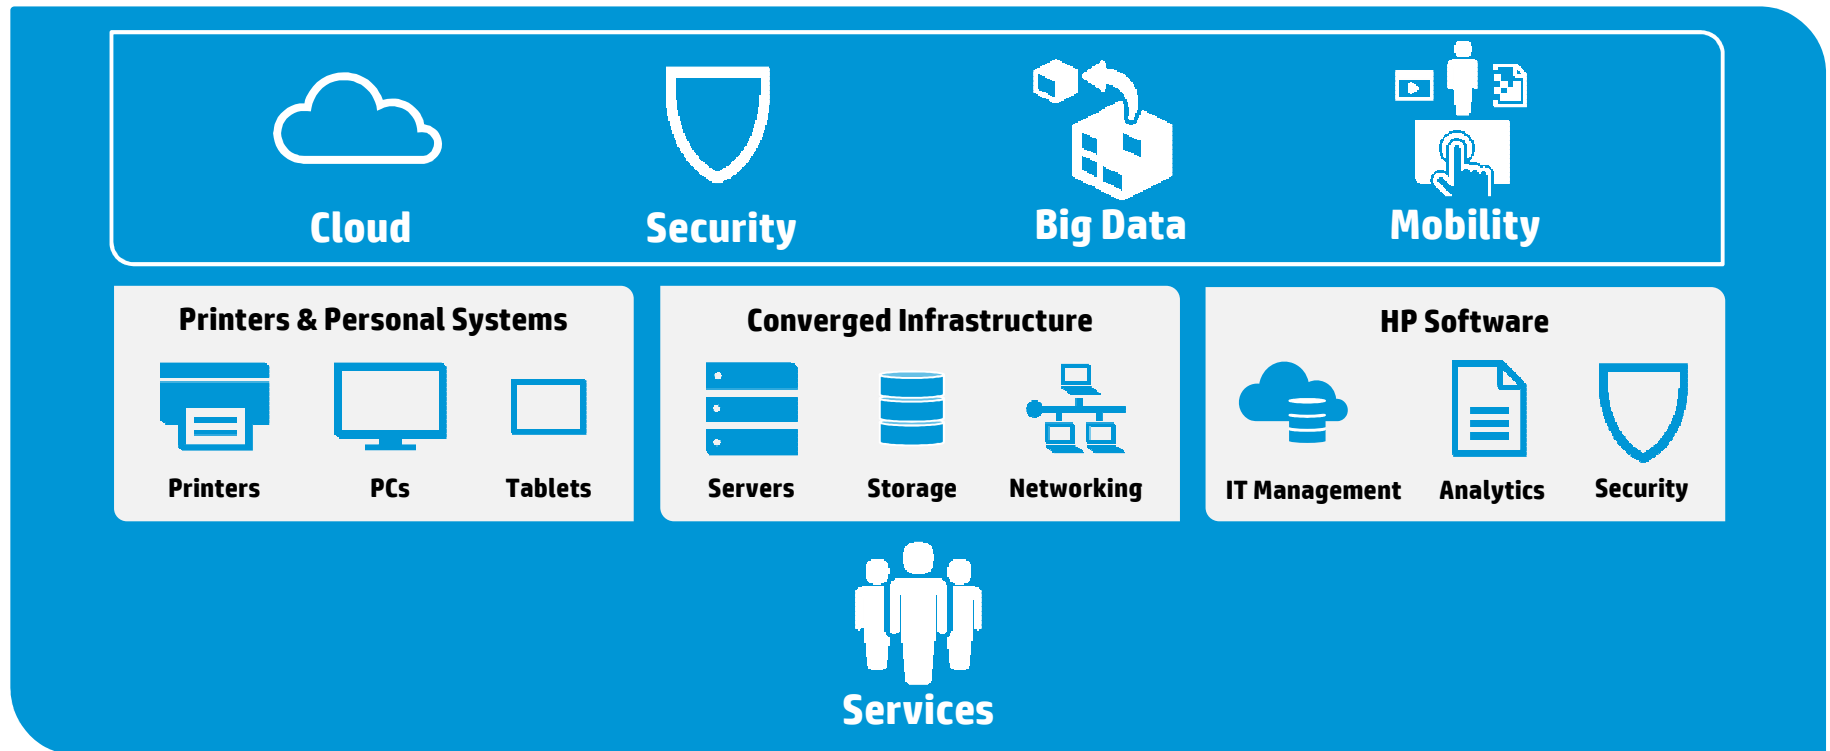 Cloud
Security
Big Data
Mobility
Printers & Personal Systems
Printers
PCs
Tablets
Converged Infrastructure
Servers
Storage
Networking
HP Software
IT Management
Analytics
Security
Services